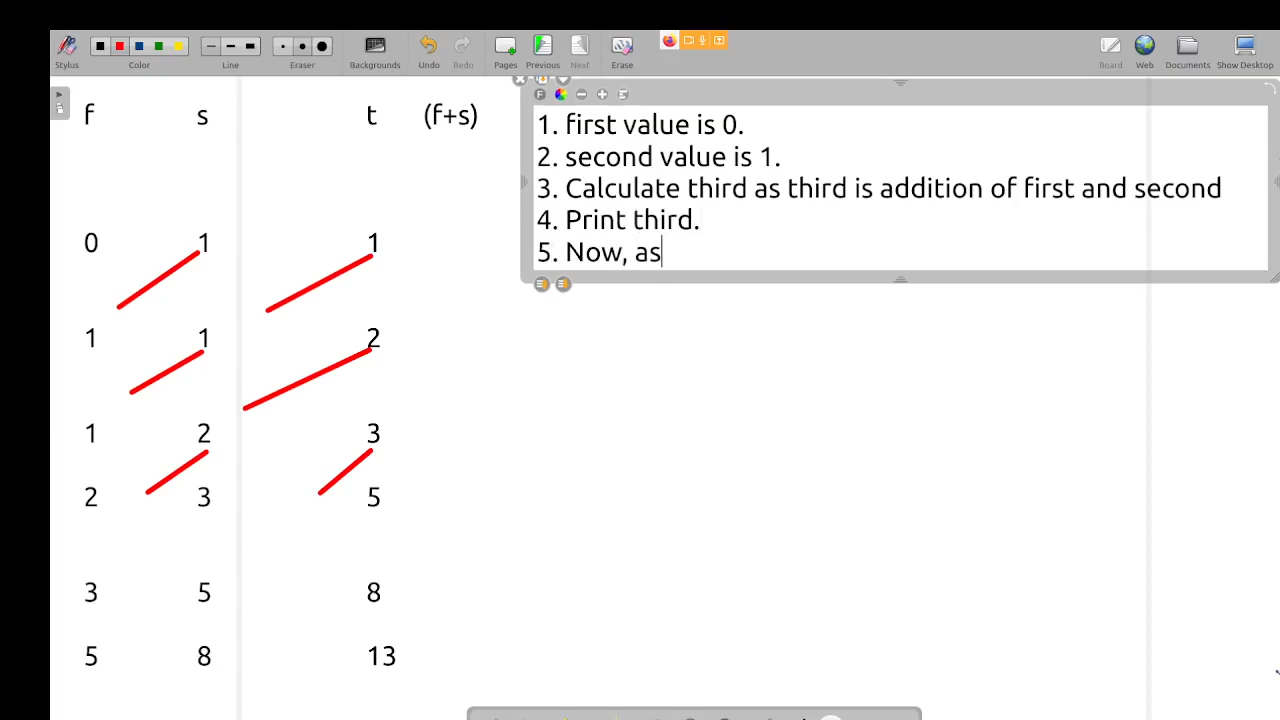 Stylus Color Line Eraser Backgrounds Undo Redo Pages Previous Next Erase Board Web Documents Show Desktop
f s t (f+s)
1. first value is 0.
2. second value is 1.
3. Calculate third as third is addition of first and second
4. Print third.
5. Now, as
0 1 1
1 1 2
1 2 3
2 3 5
3 5 8
5 8 13